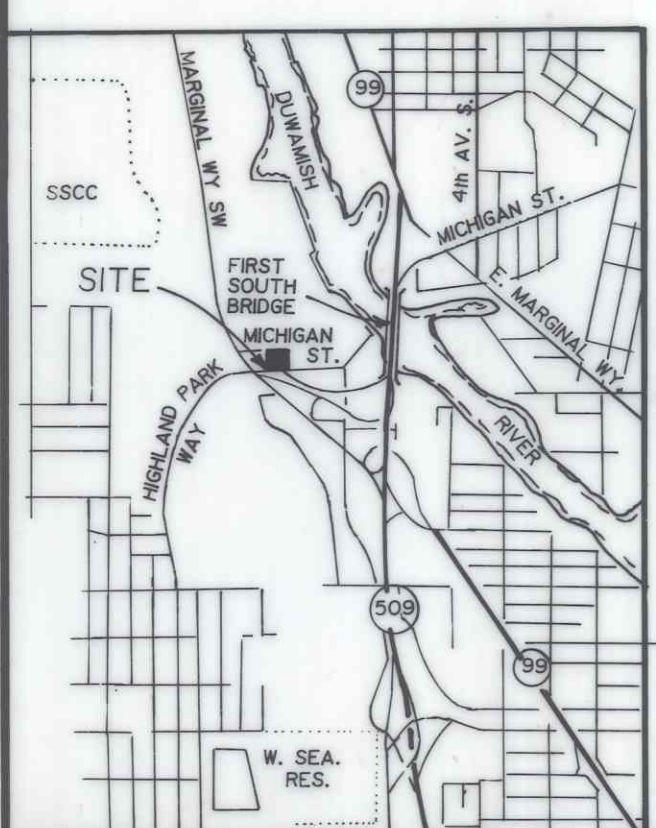 MARGINAL WY SW
DUWAMISH
99
4th AV. S.
SSCC
MICHIGAN ST.
SITE
FIRST
SOUTH
BRIDGE
E. MARGINAL WY.
MICHIGAN
ST.
HIGHLAND PARK
WAY
RIVER
509
99
W. SEA.
RES.